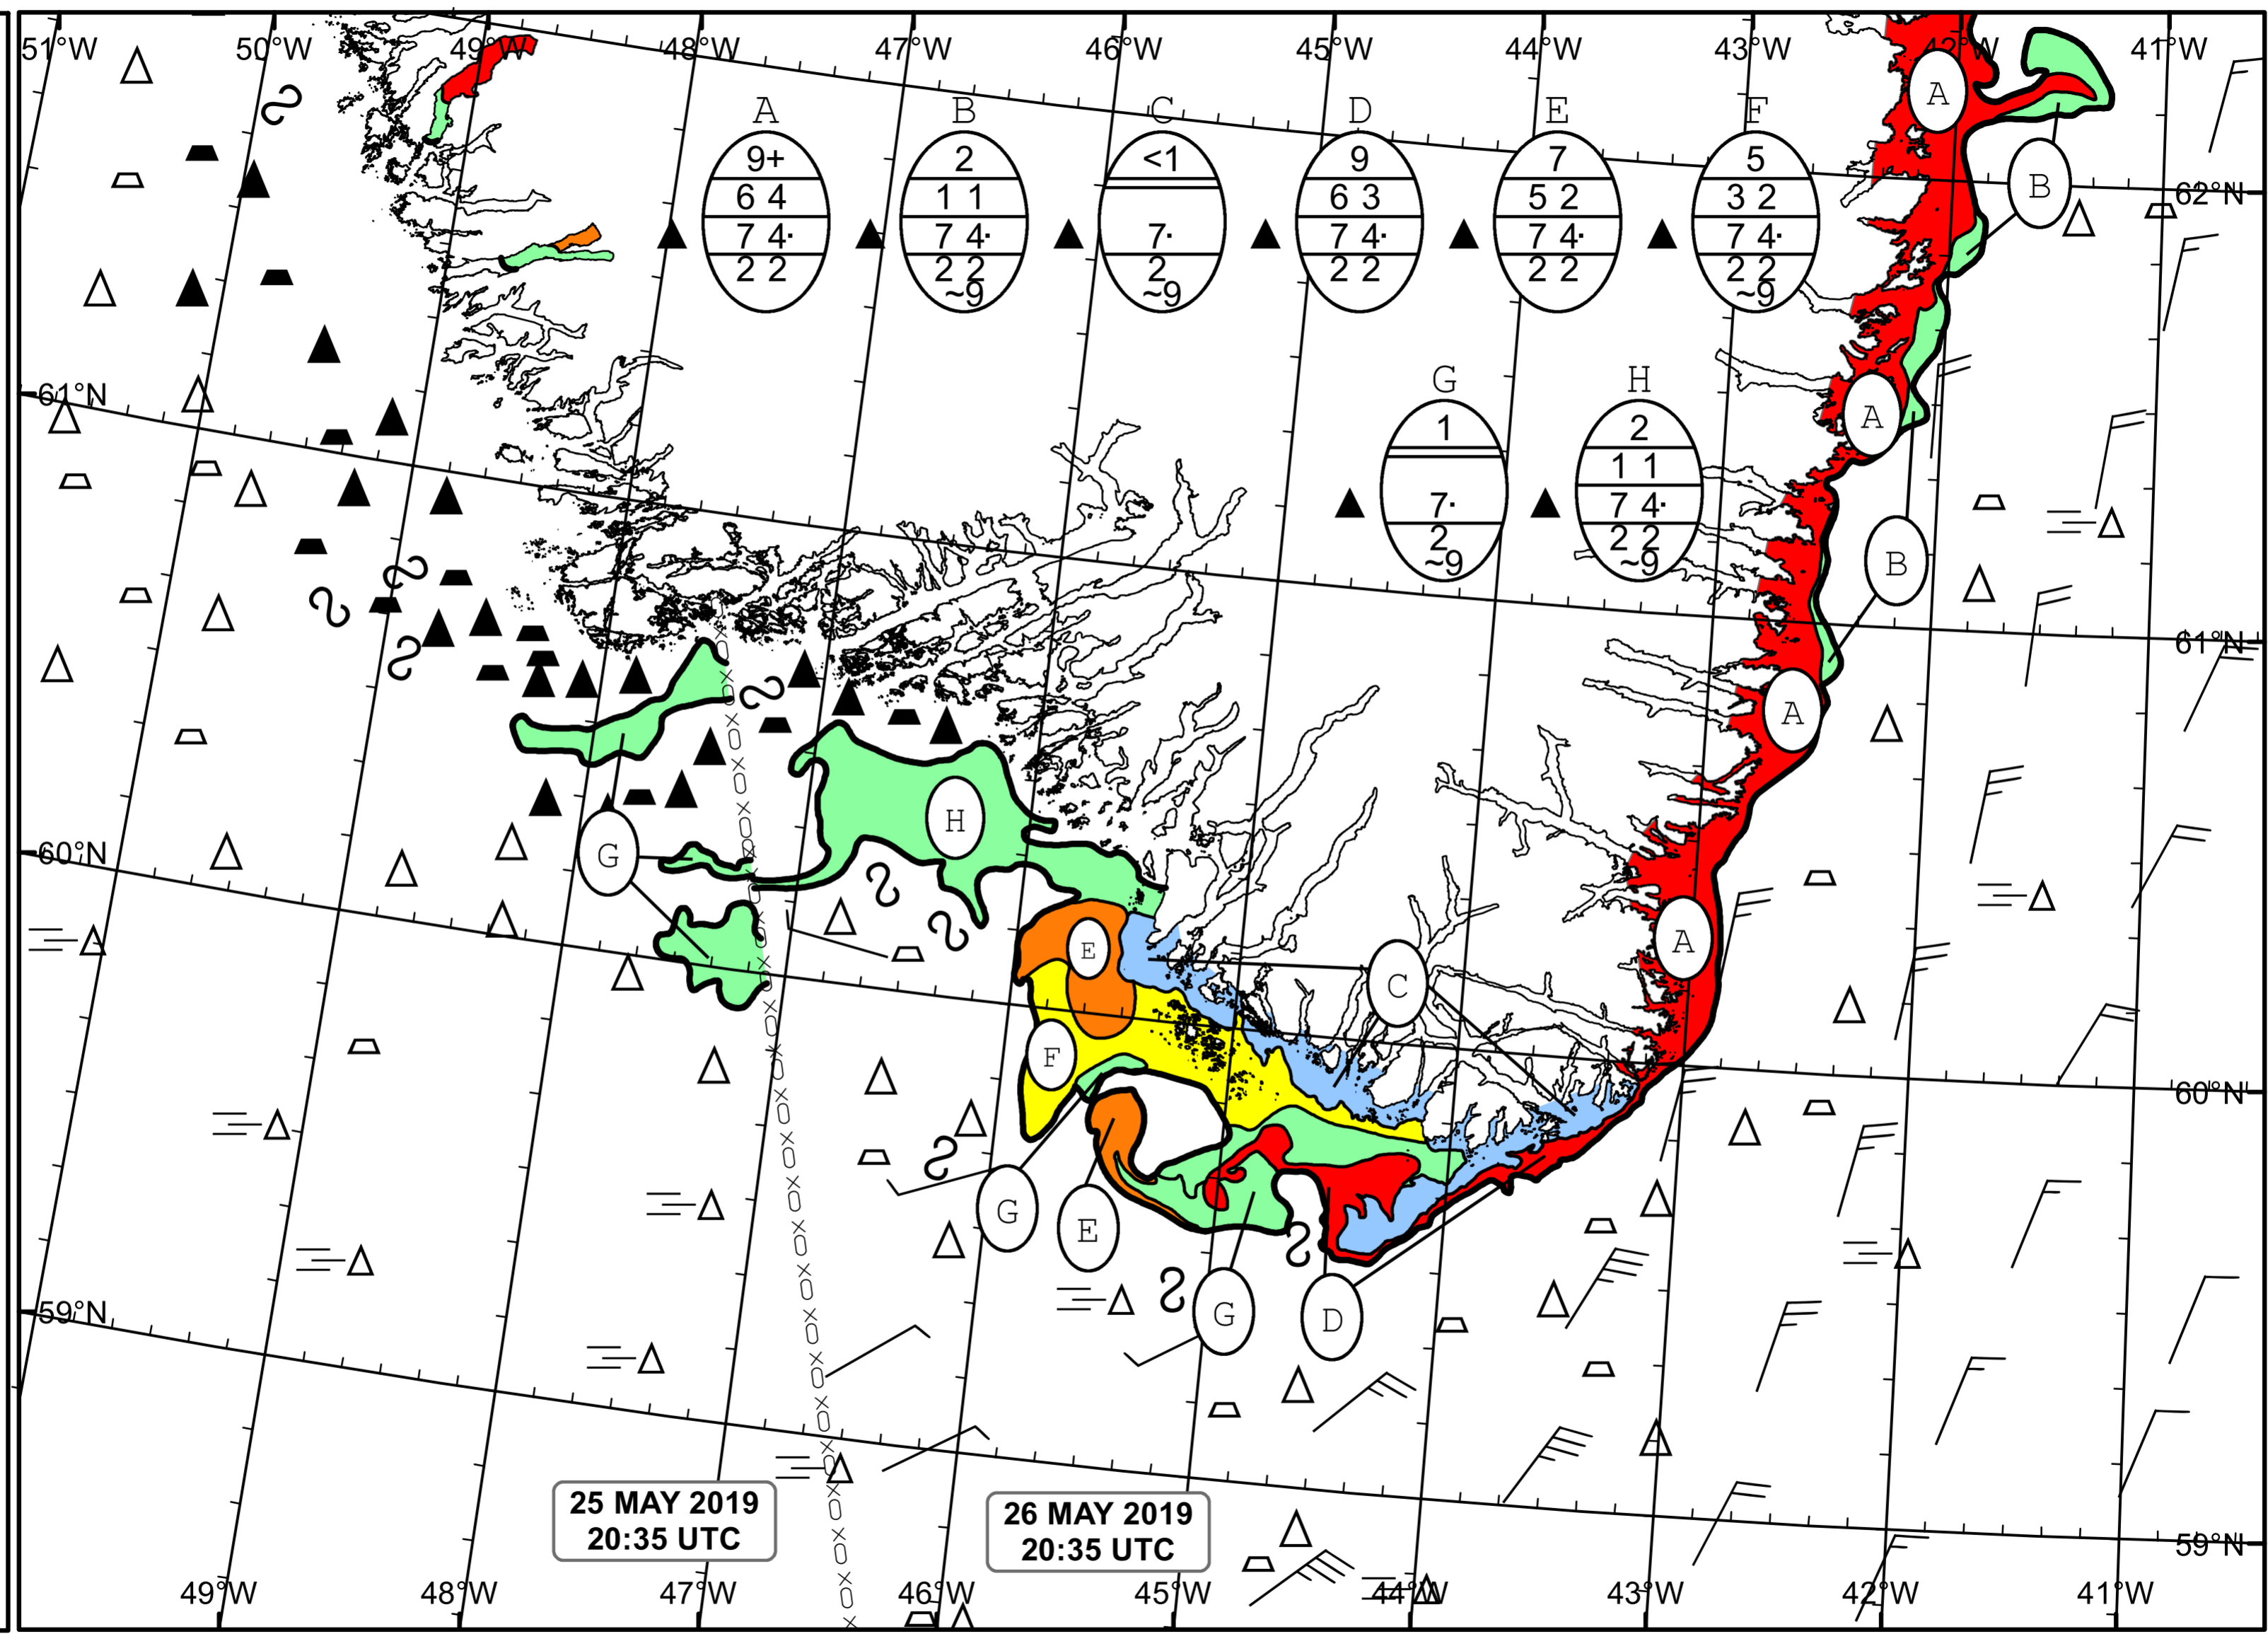 51°W 50°W 49°W 48°W 47°W 46°W 45°W 44°W 43°W 42°W 41°W
A B C D E F
9+ 2 <1 9 7 5
6 4 1 1 6 3 5 2 3 2
7 4· 7 4· 7· 7 4· 7 4· 7 4·
2 2 2 2 2 2 2 2 2 2 2
~9 ~9 ~9
A
B
62°N
G H
1 2
1 1
7· 7 4·
2 2 2
~9 ~9
61°N
A
B
61°N
A
H
60°N
G
A
E
C
F
60°N
G
E
G
D
59°N
25 MAY 2019
20:35 UTC
26 MAY 2019
20:35 UTC
59°N
49°W 48°W 47°W 46°W 45°W 44°W 43°W 42°W 41°W